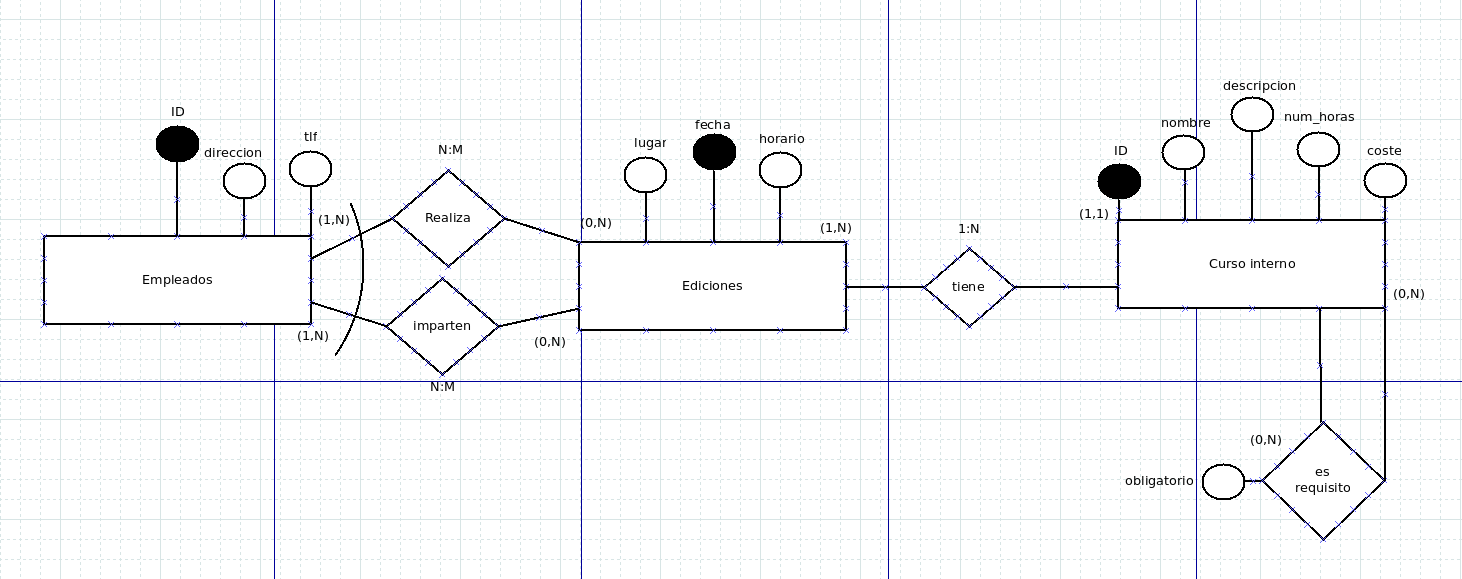 ID
direccion
tlf
(1,N)
Empleados
(1,N)
N:M
Realiza
imparten
N:M
(0,N)
(0,N)
lugar
fecha
horario
(1,N)
Ediciones
1:N
tiene
(1,1)
ID
nombre
descripcion
num_horas
coste
Curso interno
(0,N)
(0,N)
obligatorio
es
requisito